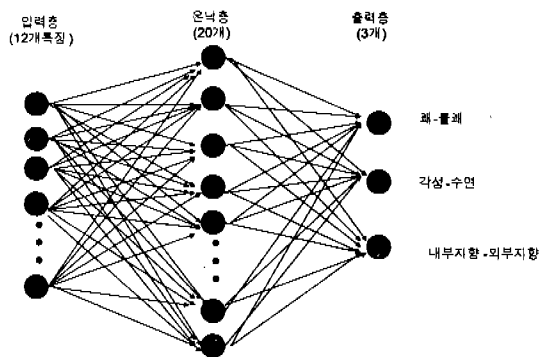 입력층
(12개특징)
은닉층
(20개)
출력층
(3개)
쾌-불쾌
각성-수면
내부지향-외부지향